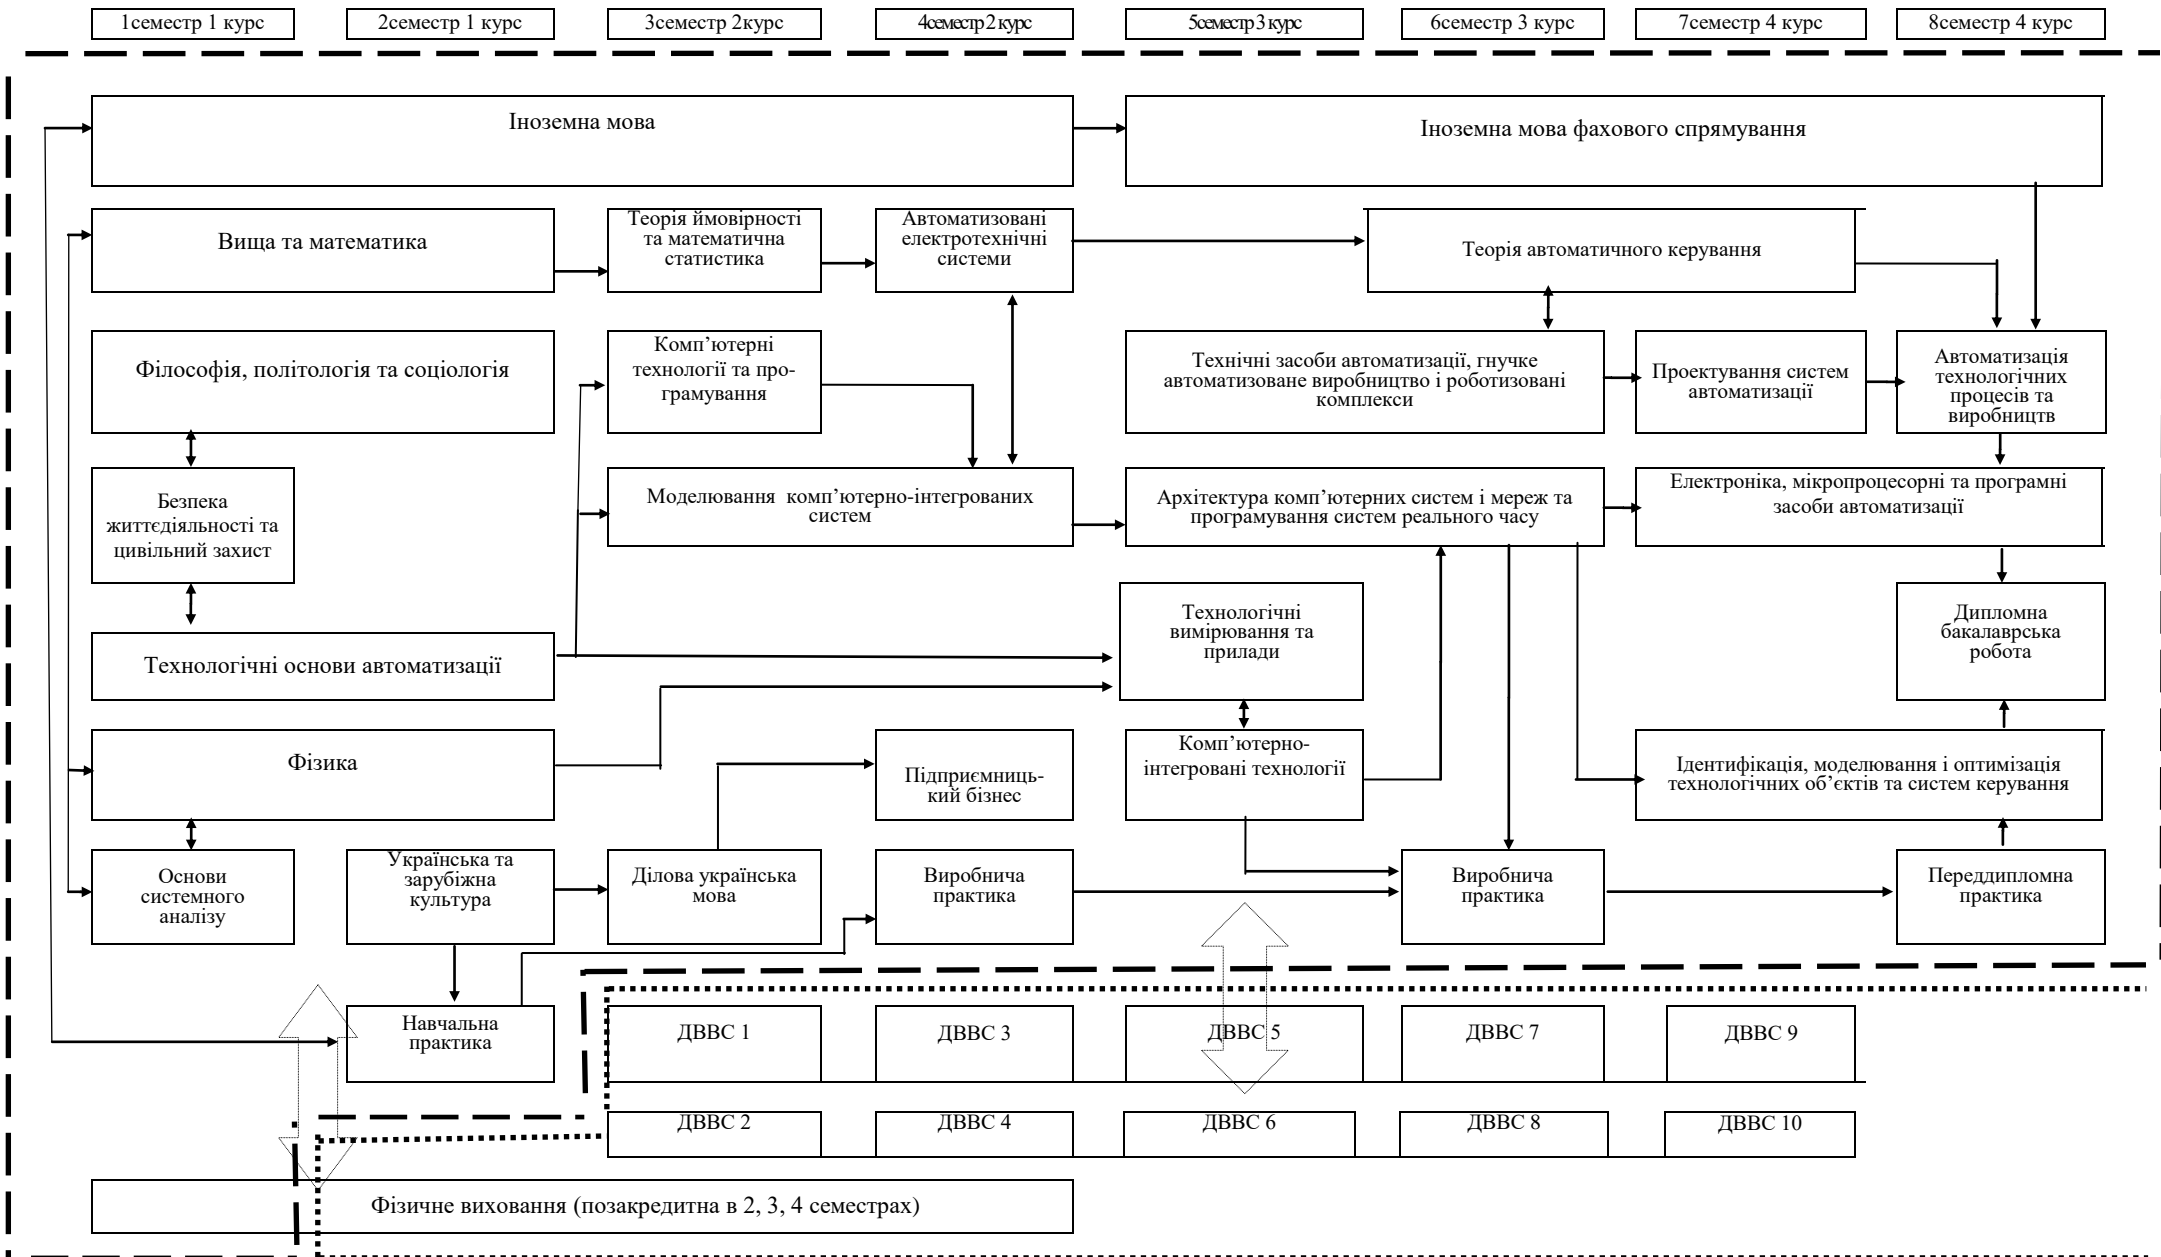 1семестр 1 курс
2семестр 1 курс
3семестр 2курс
4семестр 2 курс
5семестр 3 курс
6семестр 3 курс
7семестр 4 курс
8семестр 4 курс
Іноземна мова
Іноземна мова фахового спрямування
Вища та математика
Теорія ймовірності
та математична
статистика
Автоматизовані
електротехнічні
системи
Теорія автоматичного керування
Філософія, політологія та соціологія
Комп’ютерні
технології та про-
грамування
Технічні засоби автоматизації, гнучке
автоматизоване виробництво і роботизовані
комплекси
Проектування систем
автоматизації
Автоматизація
технологічних
процесів та
виробництв
Безпека
життєдіяльності та
цивільний захист
Моделювання комп’ютерно-інтегрованих
систем
Архітектура комп’ютерних систем і мереж та
програмування систем реального часу
Електроніка, мікропроцесорні та програмні
засоби автоматизації
Технологічні основи автоматизації
Технологічні
вимірювання та
прилади
Дипломна
бакалаврська
робота
Фізика
Підприємниць-
кий бізнес
Комп’ютерно-
інтегровані технології
Ідентифікація, моделювання і оптимізація
технологічних об’єктів та систем керування
Основи
системного
аналізу
Українська та
зарубіжна
культура
Ділова українська
мова
Виробнича
практика
Виробнича
практика
Переддипломна
практика
Навчальна
практика
ДВВС 1
ДВВС 3
ДВВС 5
ДВВС 7
ДВВС 9
ДВВС 2
ДВВС 4
ДВВС 6
ДВВС 8
ДВВС 10
Фізичне виховання (позакредитна в 2, 3, 4 семестрах)